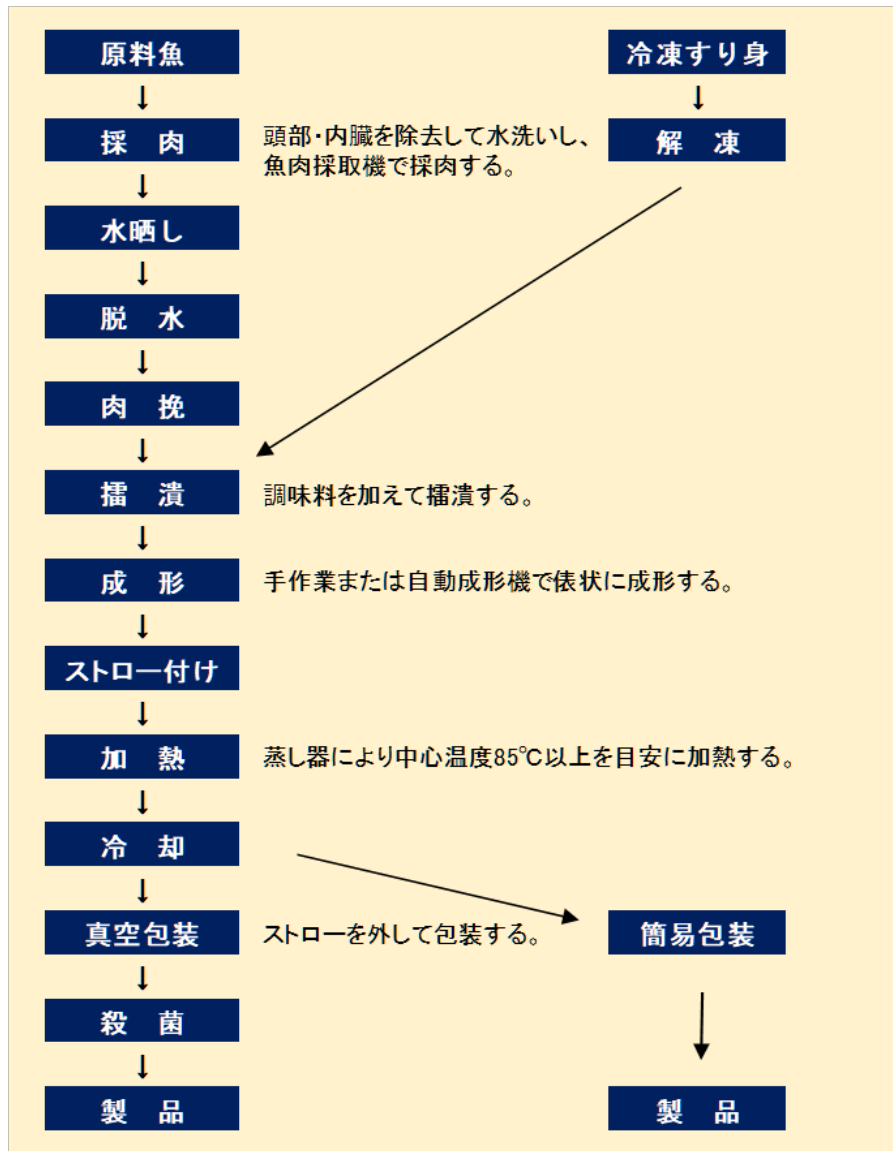 原料魚
冷凍すり身
↓
↓
採　肉
頭部・内臓を除去して水洗いし、
魚肉採取機で採肉する。
解　凍
↓
水晒し
↓
脱　水
↓
肉　挽
↓
擂　潰
調味料を加えて擂潰する。
↓
成　形
手作業または自動成形機で俵状に成形する。
↓
ストロー付け
↓
加　熱
蒸し器により中心温度85℃以上を目安に加熱する。
↓
冷　却
↓
真空包装
ストローを外して包装する。
簡易包装
↓
殺　菌
↓
製　品
製　品